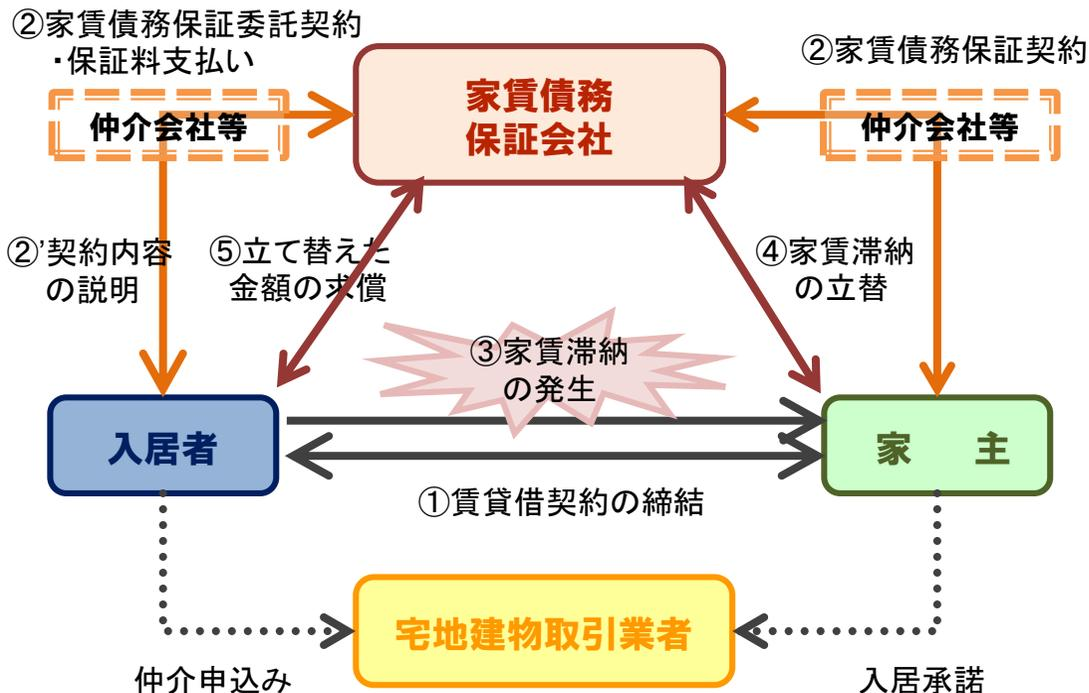 ②家賃債務保証委託契約
・保証料支払い
②家賃債務保証契約
家賃債務
保証会社
仲介会社等
仲介会社等
②’契約内容
の説明
⑤立て替えた
金額の求償
④家賃滞納
の立替
③家賃滞納
の発生
入居者
家　主
①賃貸借契約の締結
宅地建物取引業者
仲介申込み
入居承諾